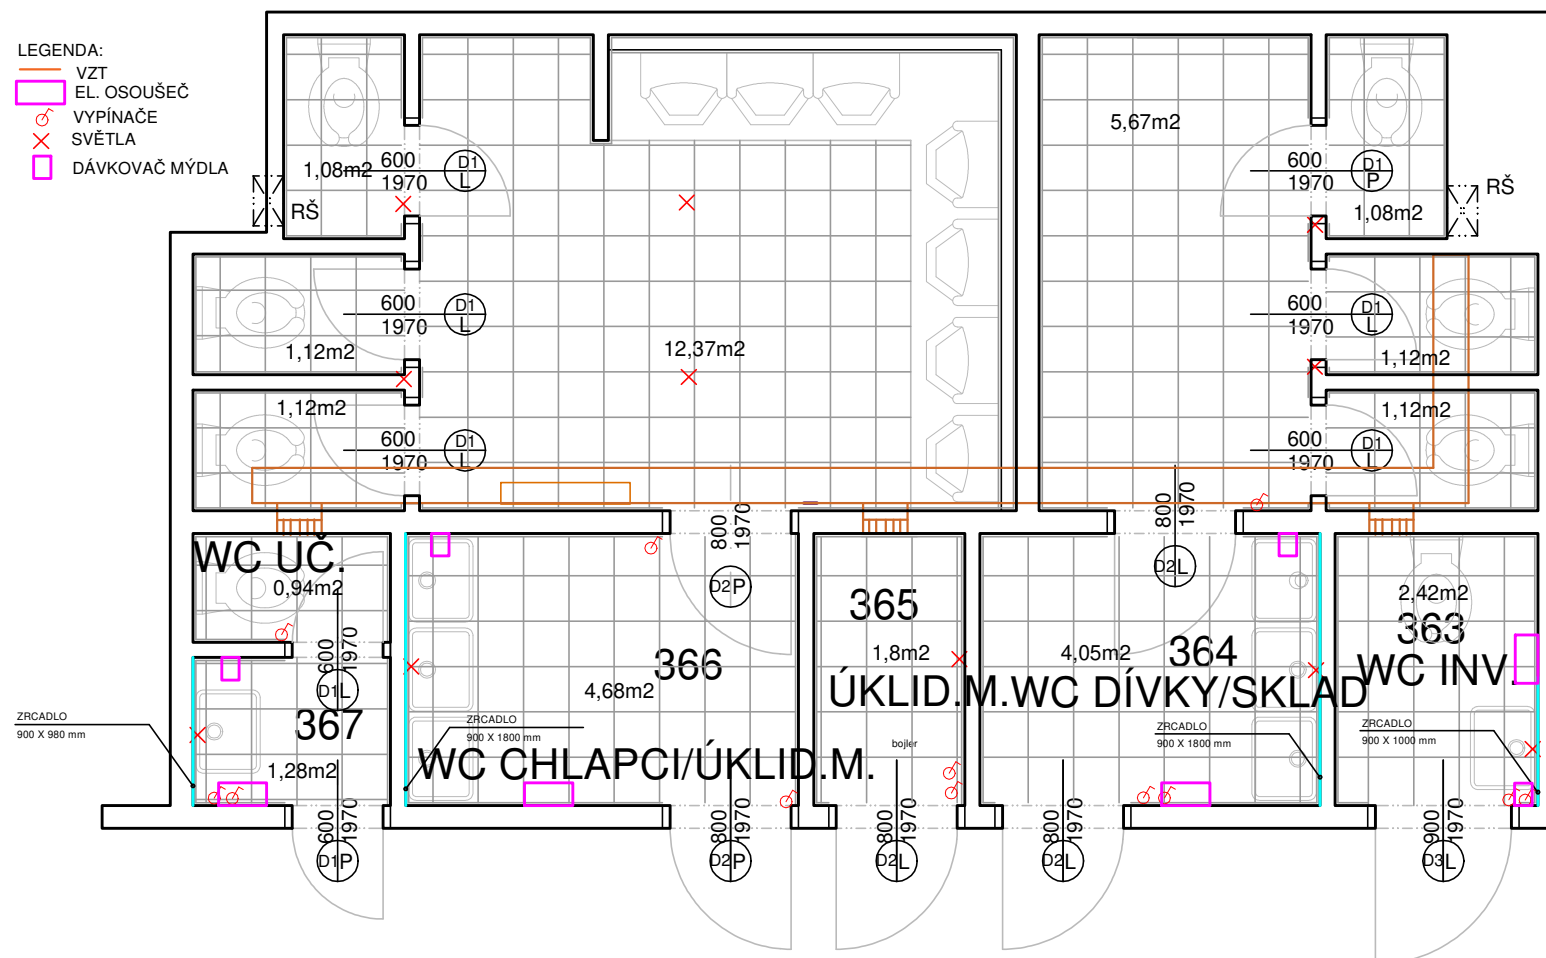 LEGENDA:
VZT
EL. OSOUŠEČ
VYPÍNAČE
SVĚTLA
DÁVKOVAČ MÝDLA
RŠ
1,08m2
600
1970
D1
L
5,67m2
600
1970
D1
P
1,08m2
RŠ
600
1970
D1
L
1,12m2
12,37m2
600
1970
D1
L
1,12m2
1,12m2
600
1970
D1
L
1,12m2
600
1970
D1
L
800
1970
D2P
800
1970
D2L
WC UČ.
0,94m2
600
1970
D1L
367
1,28m2
ZRCADLO
900 X 980 mm
366
4,68m2
ZRCADLO
900 X 1800 mm
WC CHLAPCI/ÚKLID.M.
365
1,8m2
ÚKLID.M.
bojler
4,05m2
364
WC DÍVKY/SKLAD
ZRCADLO
900 X 1800 mm
2,42m2
363
WC INV.
ZRCADLO
900 X 1000 mm
600
1970
D1P
800
1970
D2P
800
1970
D2L
800
1970
D2L
900
1970
D3L